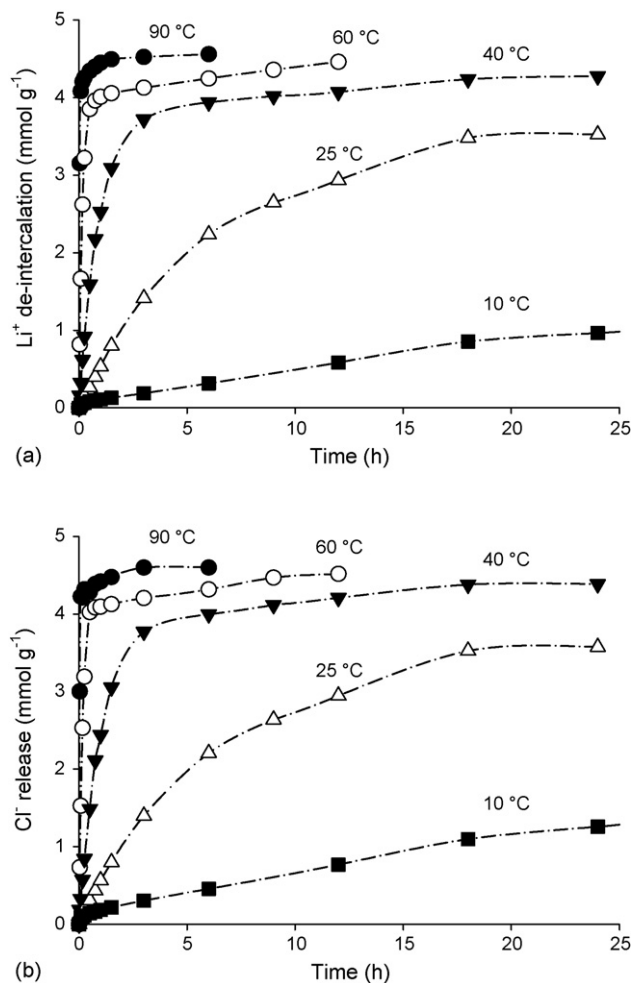 5
4
3
2
1
0
Li⁺ de-intercalation (mmol g⁻¹)
90 °C
60 °C
40 °C
25 °C
10 °C
0 5 10 15 20 25
(a) Time (h)
5
4
3
2
1
0
Cl⁻ release (mmol g⁻¹)
90 °C
60 °C
40 °C
25 °C
10 °C
0 5 10 15 20 25
(b) Time (h)